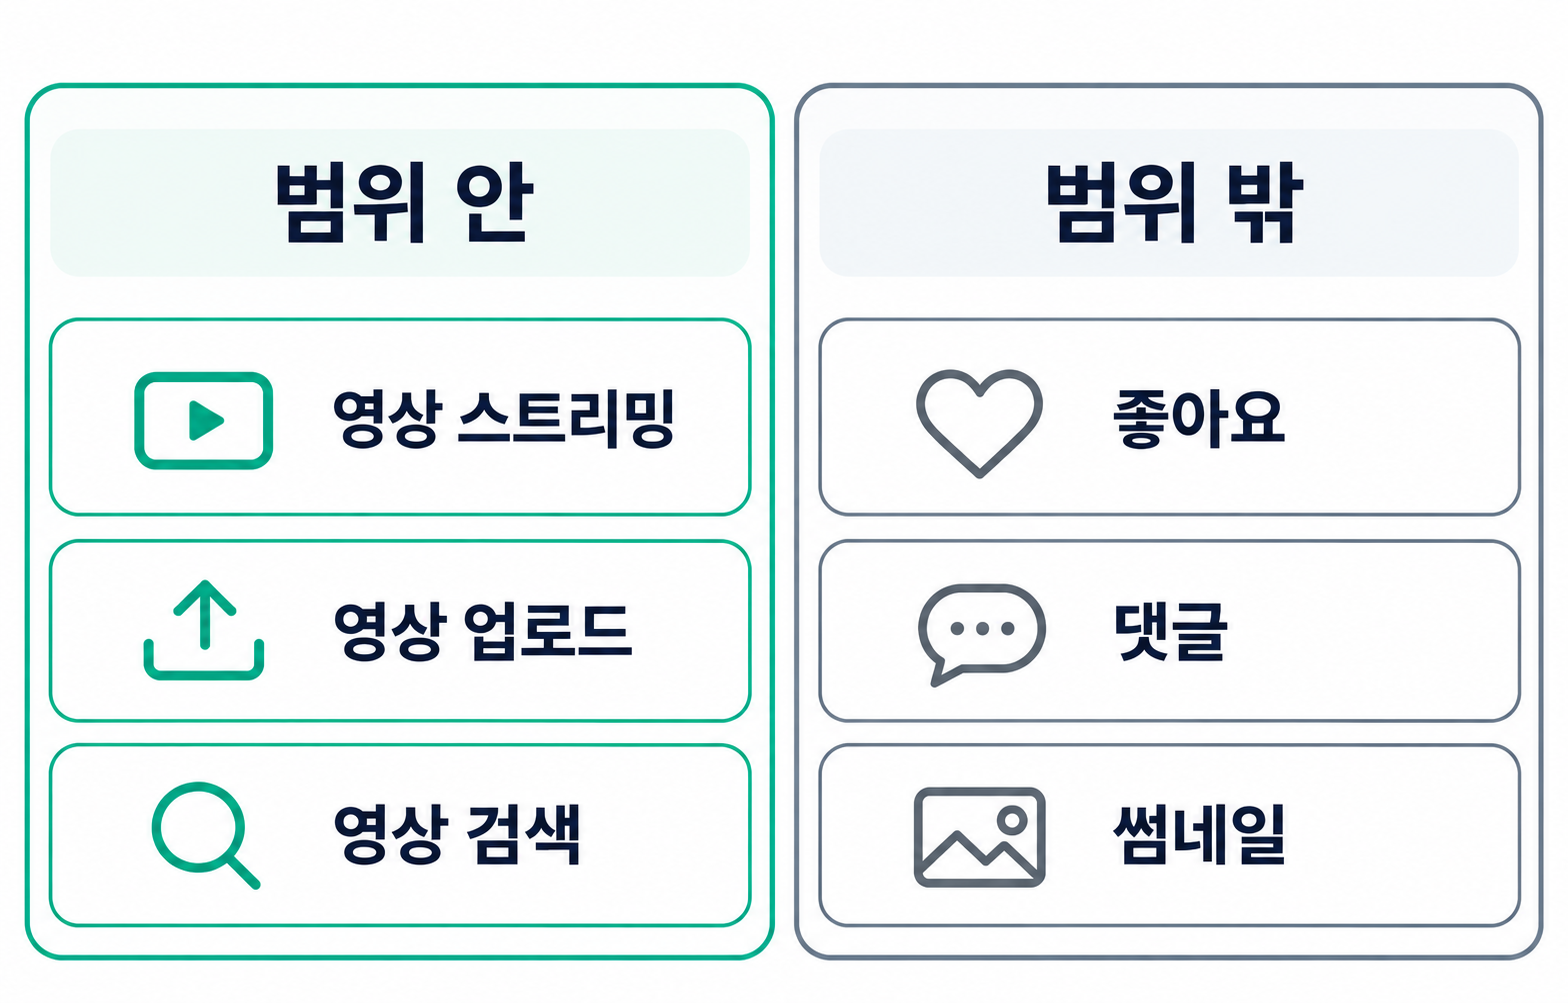 범위 안
영상 스트리밍
영상 업로드
영상 검색
범위 밖
좋아요
댓글
썸네일